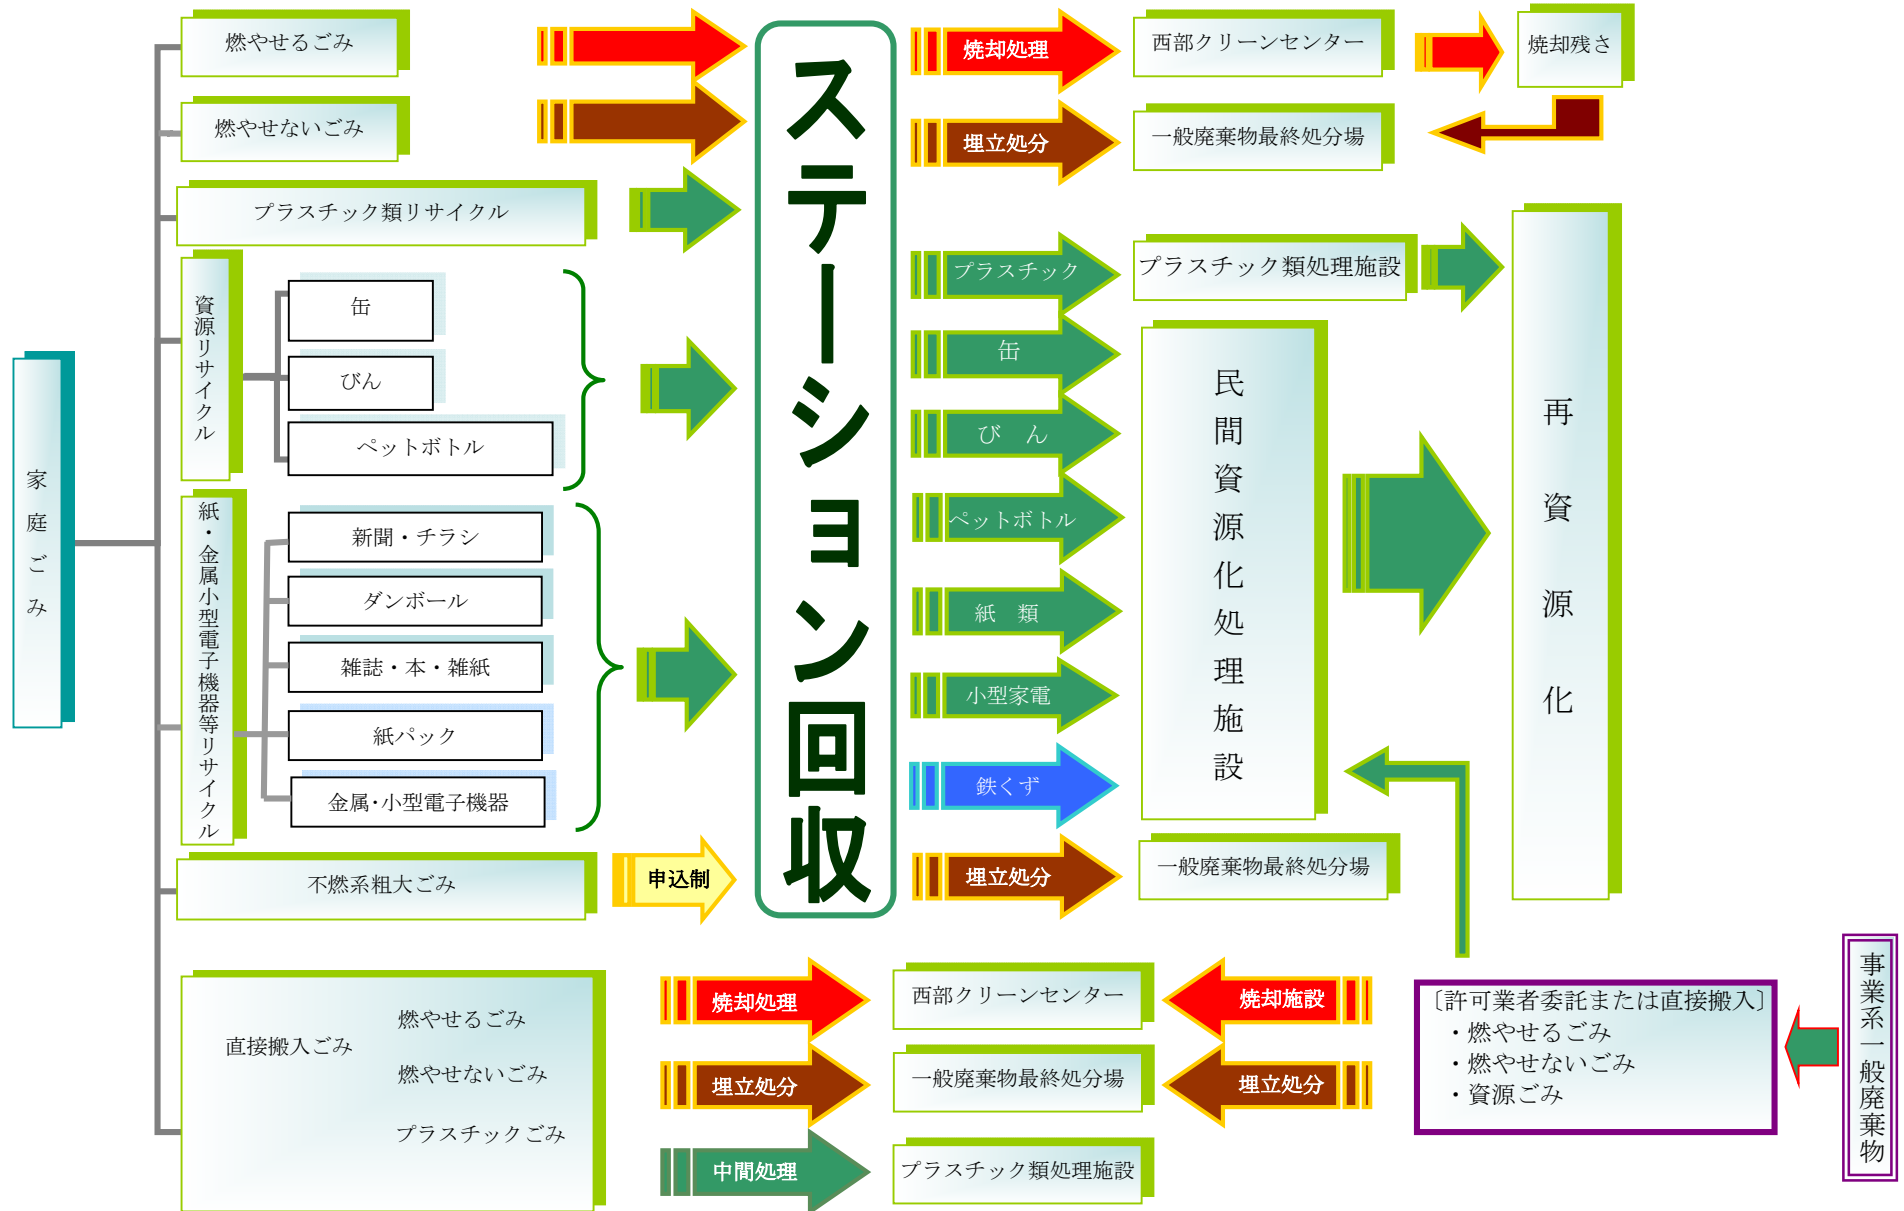 家庭ごみ
燃やせるごみ
燃やせないごみ
プラスチック類リサイクル
資源リサイクル
缶
びん
ペットボトル
紙・金属小型電子機器等リサイクル
新聞・チラシ
ダンボール
雑誌・本・雑紙
紙パック
金属・小型電子機器
不燃系粗大ごみ
申込制
直接搬入ごみ
燃やせるごみ
燃やせないごみ
プラスチックごみ
ステーション回収
焼却処理
西部クリーンセンター
焼却残さ
埋立処分
一般廃棄物最終処分場
プラスチック
プラスチック類処理施設
缶
びん
ペットボトル
紙類
小型家電
鉄くず
民間資源化処理施設
再資源化
埋立処分
一般廃棄物最終処分場
焼却処理
西部クリーンセンター
焼却施設
埋立処分
一般廃棄物最終処分場
埋立処分
中間処理
プラスチック類処理施設
〔許可業者委託または直接搬入〕
・燃やせるごみ
・燃やせないごみ
・資源ごみ
事業系一般廃棄物